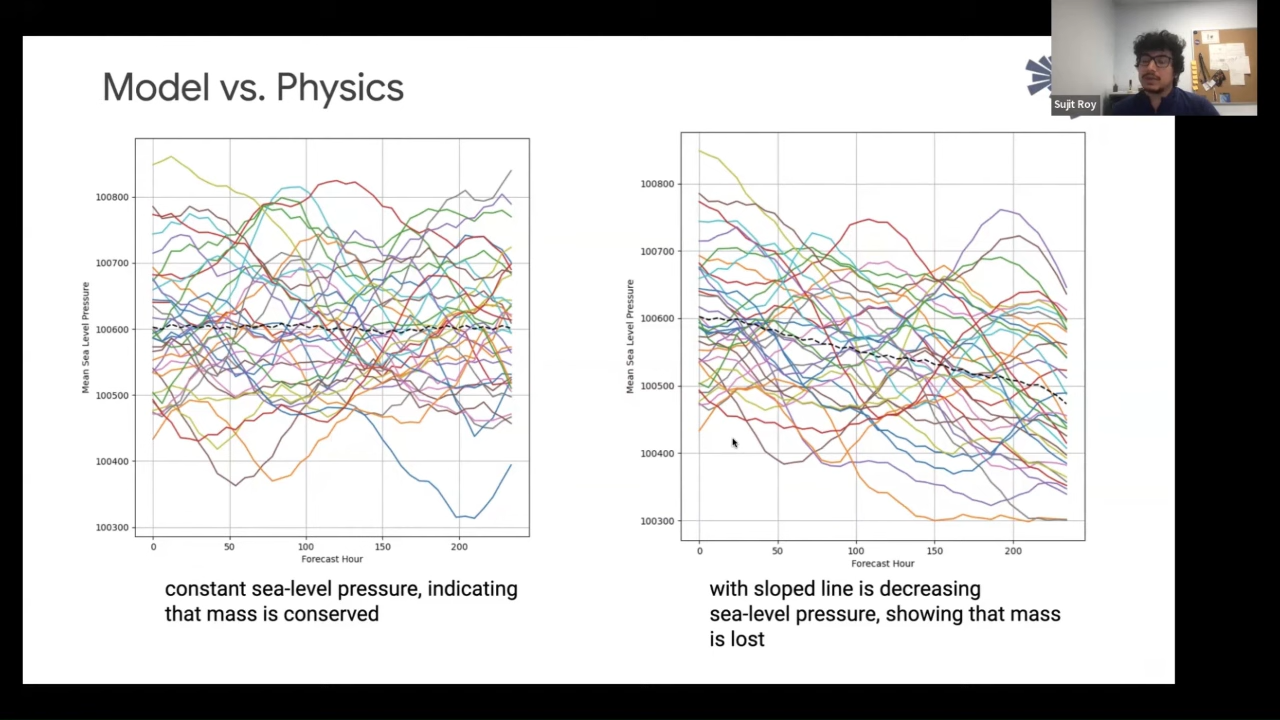 Model vs. Physics
Sujit Roy
100800
100700
100600
100500
100400
100300
Mean Sea Level Pressure
0 50 100 150 200
Forecast Hour
constant sea-level pressure, indicating
that mass is conserved
100800
100700
100600
100500
100400
100300
Mean Sea Level Pressure
0 50 100 150 200
Forecast Hour
with sloped line is decreasing
sea-level pressure, showing that mass
is lost